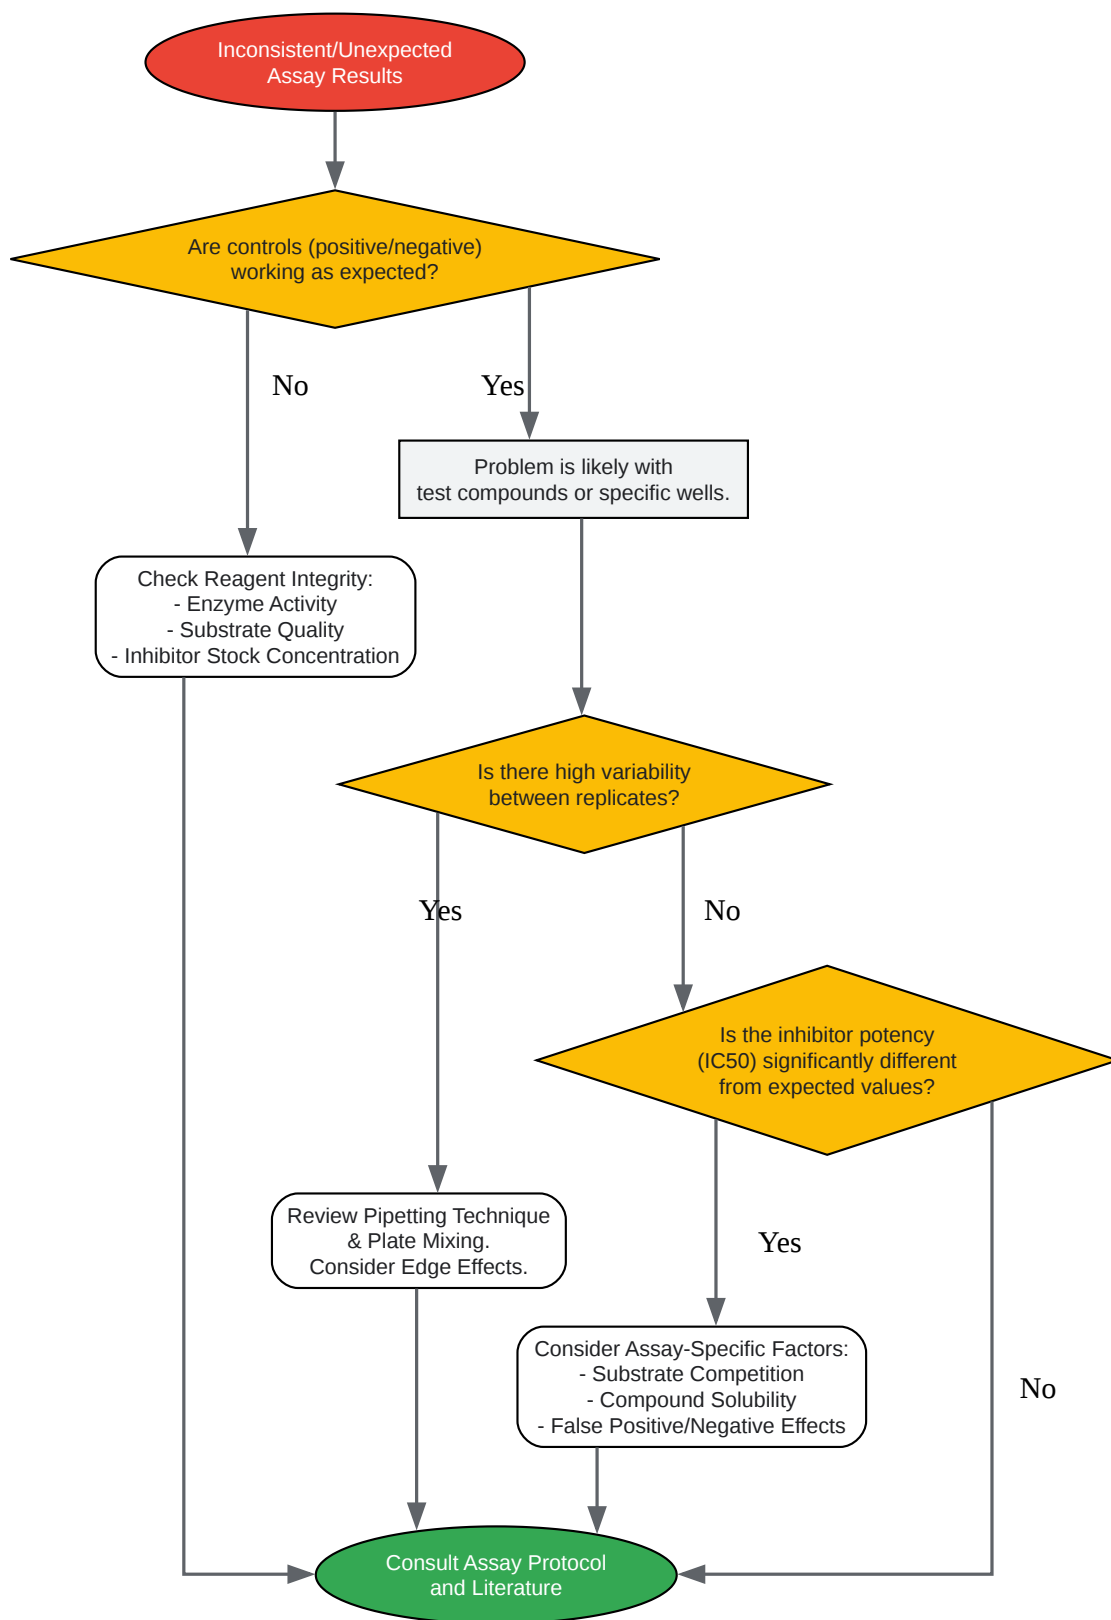 Inconsistent/Unexpected
Assay Results
Are controls (positive/negative)
working as expected?
No
Yes
Problem is likely with
test compounds or specific wells.
Check Reagent Integrity:
- Enzyme Activity
- Substrate Quality
- Inhibitor Stock Concentration
Is there high variability
between replicates?
Yes
No
Is the inhibitor potency
(IC50) significantly different
from expected values?
Review Pipetting Technique
& Plate Mixing.
Consider Edge Effects.
Yes
Consider Assay-Specific Factors:
- Substrate Competition
- Compound Solubility
- False Positive/Negative Effects
No
Consult Assay Protocol
and Literature